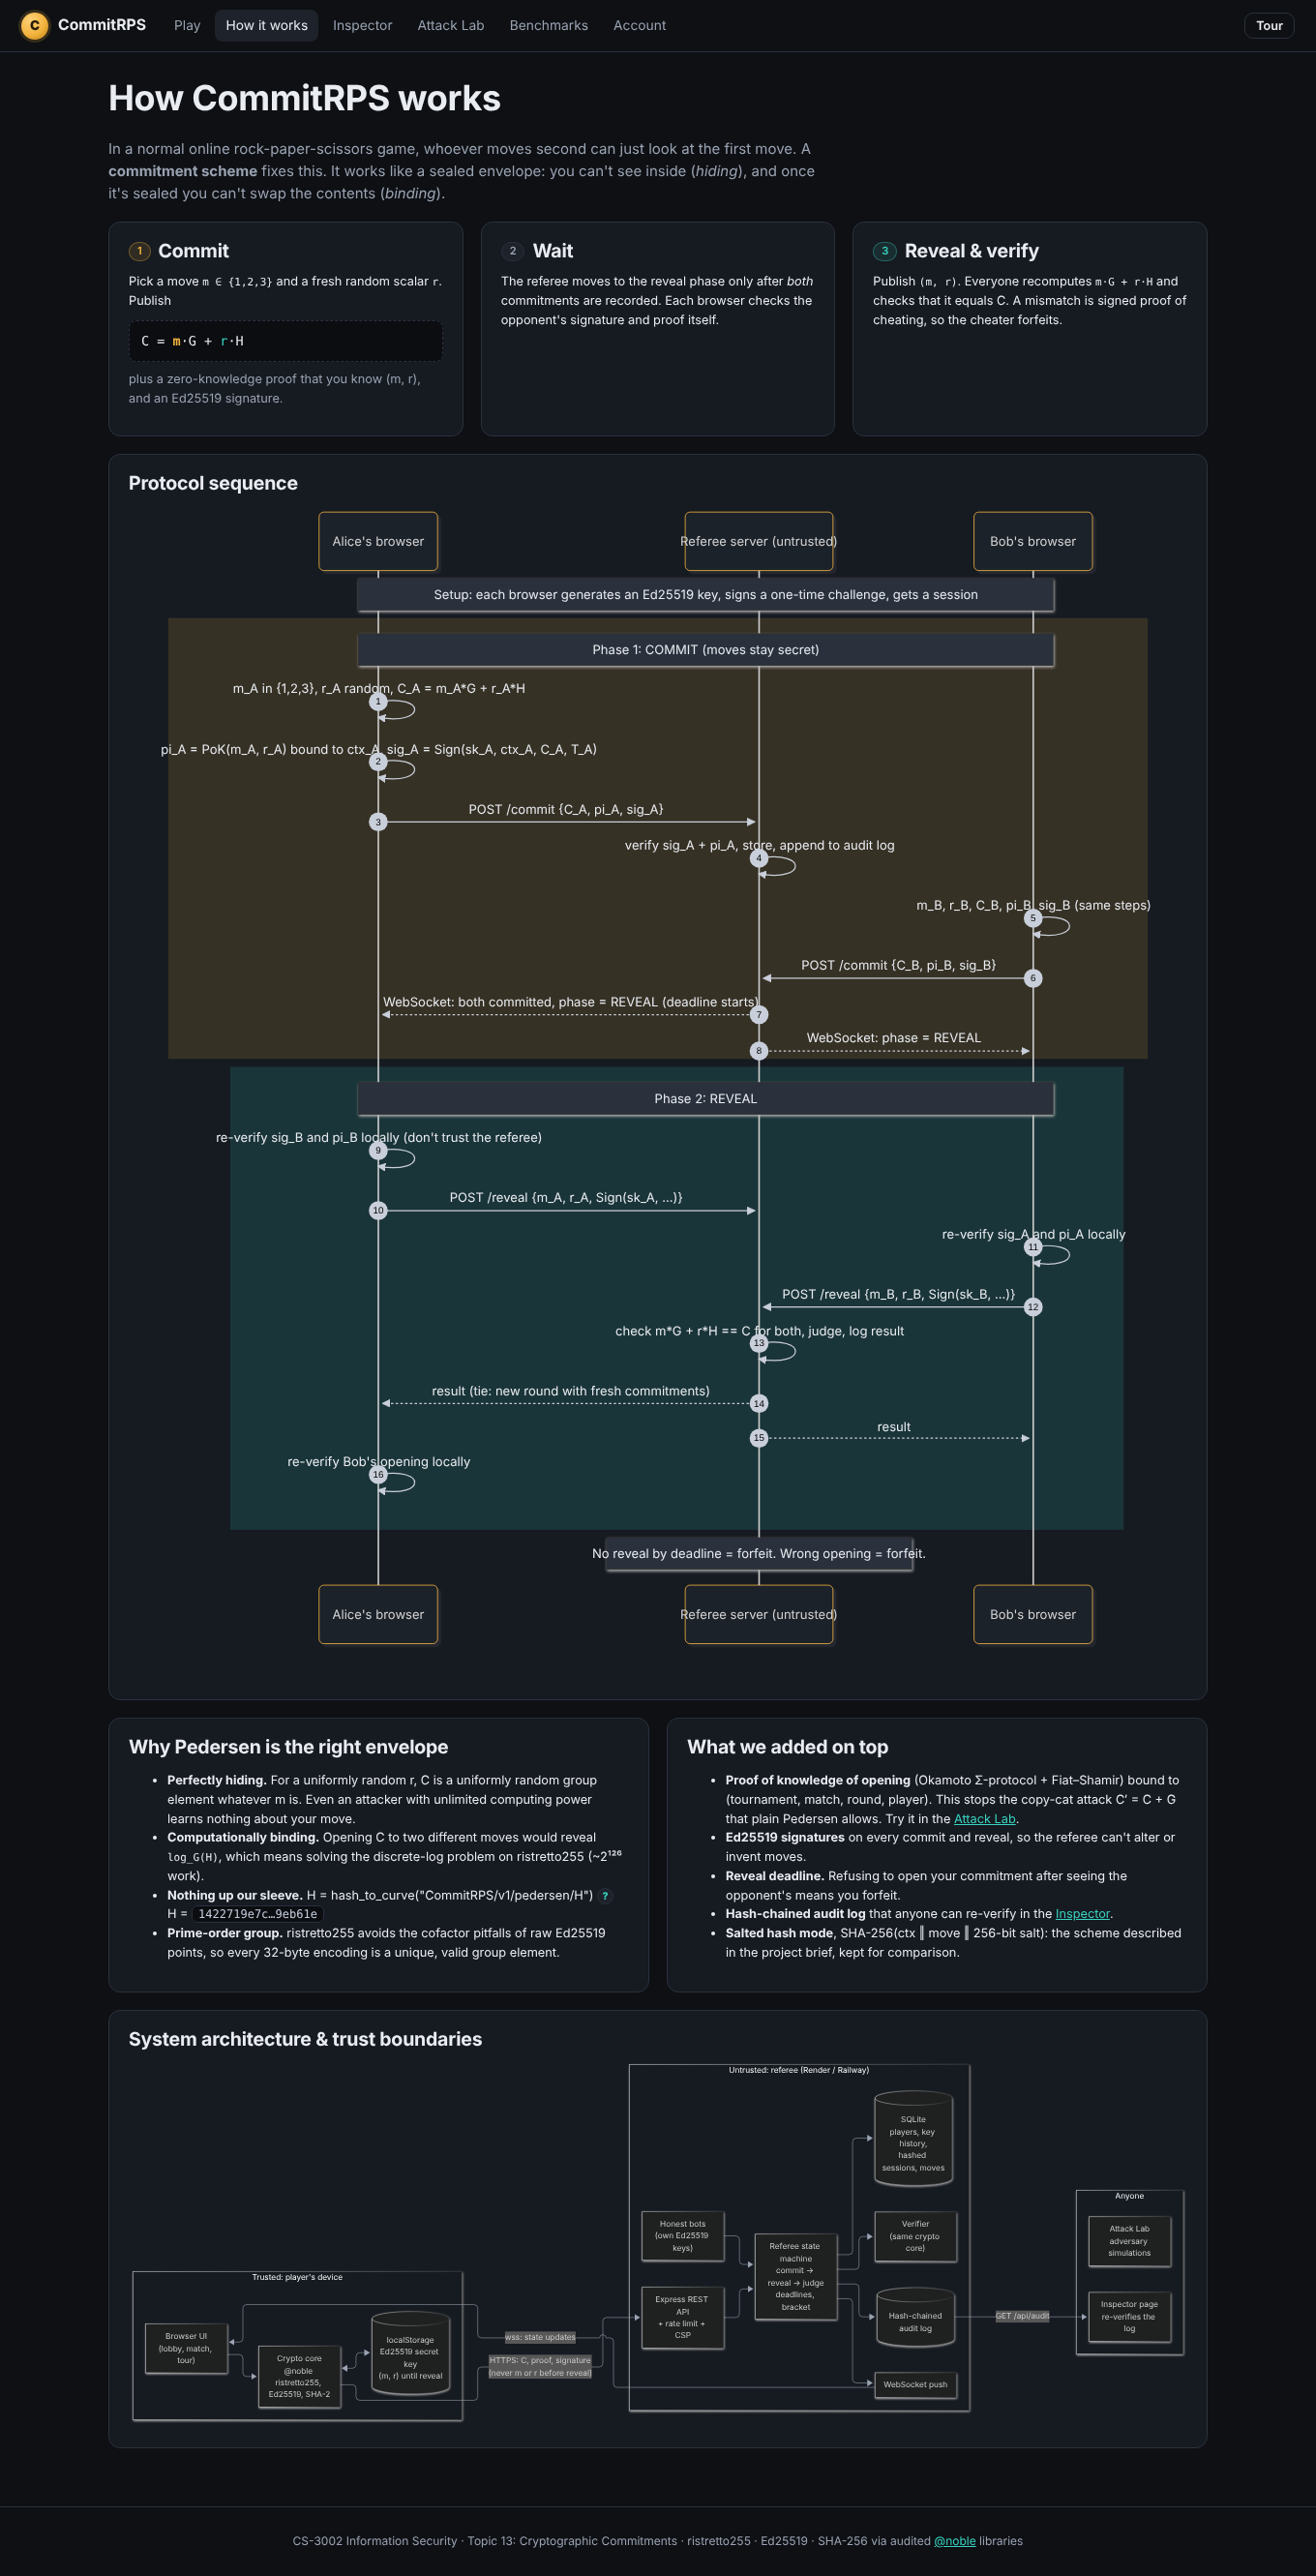 C CommitRPS Play How it works Inspector Attack Lab Benchmarks Account Tour
How CommitRPS works
In a normal online rock-paper-scissors game, whoever moves second can just look at the first move. A
commitment scheme fixes this. It works like a sealed envelope: you can't see inside (hiding), and once
it's sealed you can't swap the contents (binding).
1 Commit
Pick a move m ∈ {1,2,3} and a fresh random scalar r.
Publish
C = m·G + r·H
plus a zero-knowledge proof that you know (m, r),
and an Ed25519 signature.
2 Wait
The referee moves to the reveal phase only after both
commitments are recorded. Each browser checks the
opponent's signature and proof itself.
3 Reveal & verify
Publish (m, r). Everyone recomputes m·G + r·H and
checks that it equals C. A mismatch is signed proof of
cheating, so the cheater forfeits.
Protocol sequence
Alice's browser
Referee server (untrusted)
Bob's browser
Setup: each browser generates an Ed25519 key, signs a one-time challenge, gets a session
Phase 1: COMMIT (moves stay secret)
m_A in {1,2,3}, r_A random, C_A = m_A*G + r_A*H
1
pi_A = PoK(m_A, r_A) bound to ctx_A, sig_A = Sign(sk_A, ctx_A, C_A, T_A)
2
POST /commit {C_A, pi_A, sig_A}
3
verify sig_A + pi_A, store, append to audit log
4
m_B, r_B, C_B, pi_B, sig_B (same steps)
5
POST /commit {C_B, pi_B, sig_B}
6
WebSocket: both committed, phase = REVEAL (deadline starts)
7
WebSocket: phase = REVEAL
8
Phase 2: REVEAL
re-verify sig_B and pi_B locally (don't trust the referee)
9
POST /reveal {m_A, r_A, Sign(sk_A, ...)}
10
re-verify sig_A and pi_A locally
11
POST /reveal {m_B, r_B, Sign(sk_B, ...)}
12
check m*G + r*H == C for both, judge, log result
13
result (tie: new round with fresh commitments)
14
result
15
re-verify Bob's opening locally
16
No reveal by deadline = forfeit. Wrong opening = forfeit.
Alice's browser
Referee server (untrusted)
Bob's browser
Why Pedersen is the right envelope
• Perfectly hiding. For a uniformly random r, C is a uniformly random group
element whatever m is. Even an attacker with unlimited computing power
learns nothing about your move.
• Computationally binding. Opening C to two different moves would reveal
log_G(H), which means solving the discrete-log problem on ristretto255 (~2¹²⁶
work).
• Nothing up our sleeve. H = hash_to_curve("CommitRPS/v1/pedersen/H") ?
H = 1422719e7c…9eb61e
• Prime-order group. ristretto255 avoids the cofactor pitfalls of raw Ed25519
points, so every 32-byte encoding is a unique, valid group element.
What we added on top
• Proof of knowledge of opening (Okamoto Σ-protocol + Fiat–Shamir) bound to
(tournament, match, round, player). This stops the copy-cat attack C′ = C + G
that plain Pedersen allows. Try it in the Attack Lab.
• Ed25519 signatures on every commit and reveal, so the referee can't alter or
invent moves.
• Reveal deadline. Refusing to open your commitment after seeing the
opponent's means you forfeit.
• Hash-chained audit log that anyone can re-verify in the Inspector.
• Salted hash mode, SHA-256(ctx ‖ move ‖ 256-bit salt): the scheme described
in the project brief, kept for comparison.
System architecture & trust boundaries
Trusted: player's device
Browser UI
(lobby, match,
tour)
Crypto core
@noble
ristretto255,
Ed25519, SHA-2
localStorage
Ed25519 secret
key
(m, r) until reveal
wss: state updates
HTTPS: C, proof, signature
(never m or r before reveal)
Untrusted: referee (Render / Railway)
Honest bots
(own Ed25519
keys)
Express REST
API
+ rate limit +
CSP
Referee state
machine
commit →
reveal → judge
deadlines,
bracket
SQLite
players, key
history,
hashed
sessions, moves
Verifier
(same crypto
core)
Hash-chained
audit log
WebSocket push
GET /api/audit
Anyone
Attack Lab
adversary
simulations
Inspector page
re-verifies the
log
CS-3002 Information Security · Topic 13: Cryptographic Commitments · ristretto255 · Ed25519 · SHA-256 via audited @noble libraries